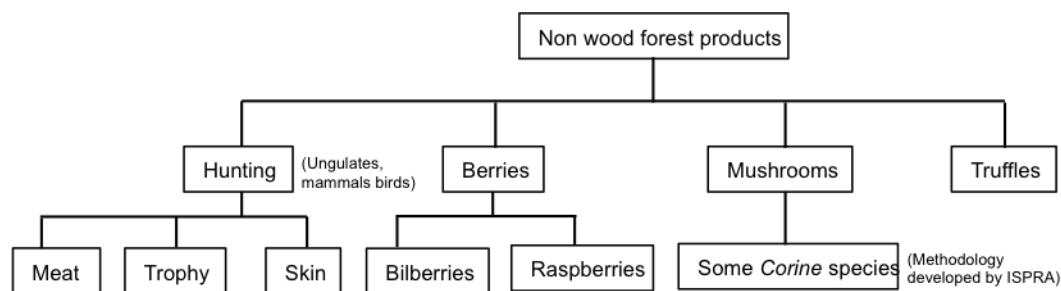 Non wood forest products
Hunting
(Ungulates,
mammals birds)
Berries
Mushrooms
Truffles
Meat
Trophy
Skin
Bilberries
Raspberries
Some Corine species
(Methodology
developed by ISPRA)